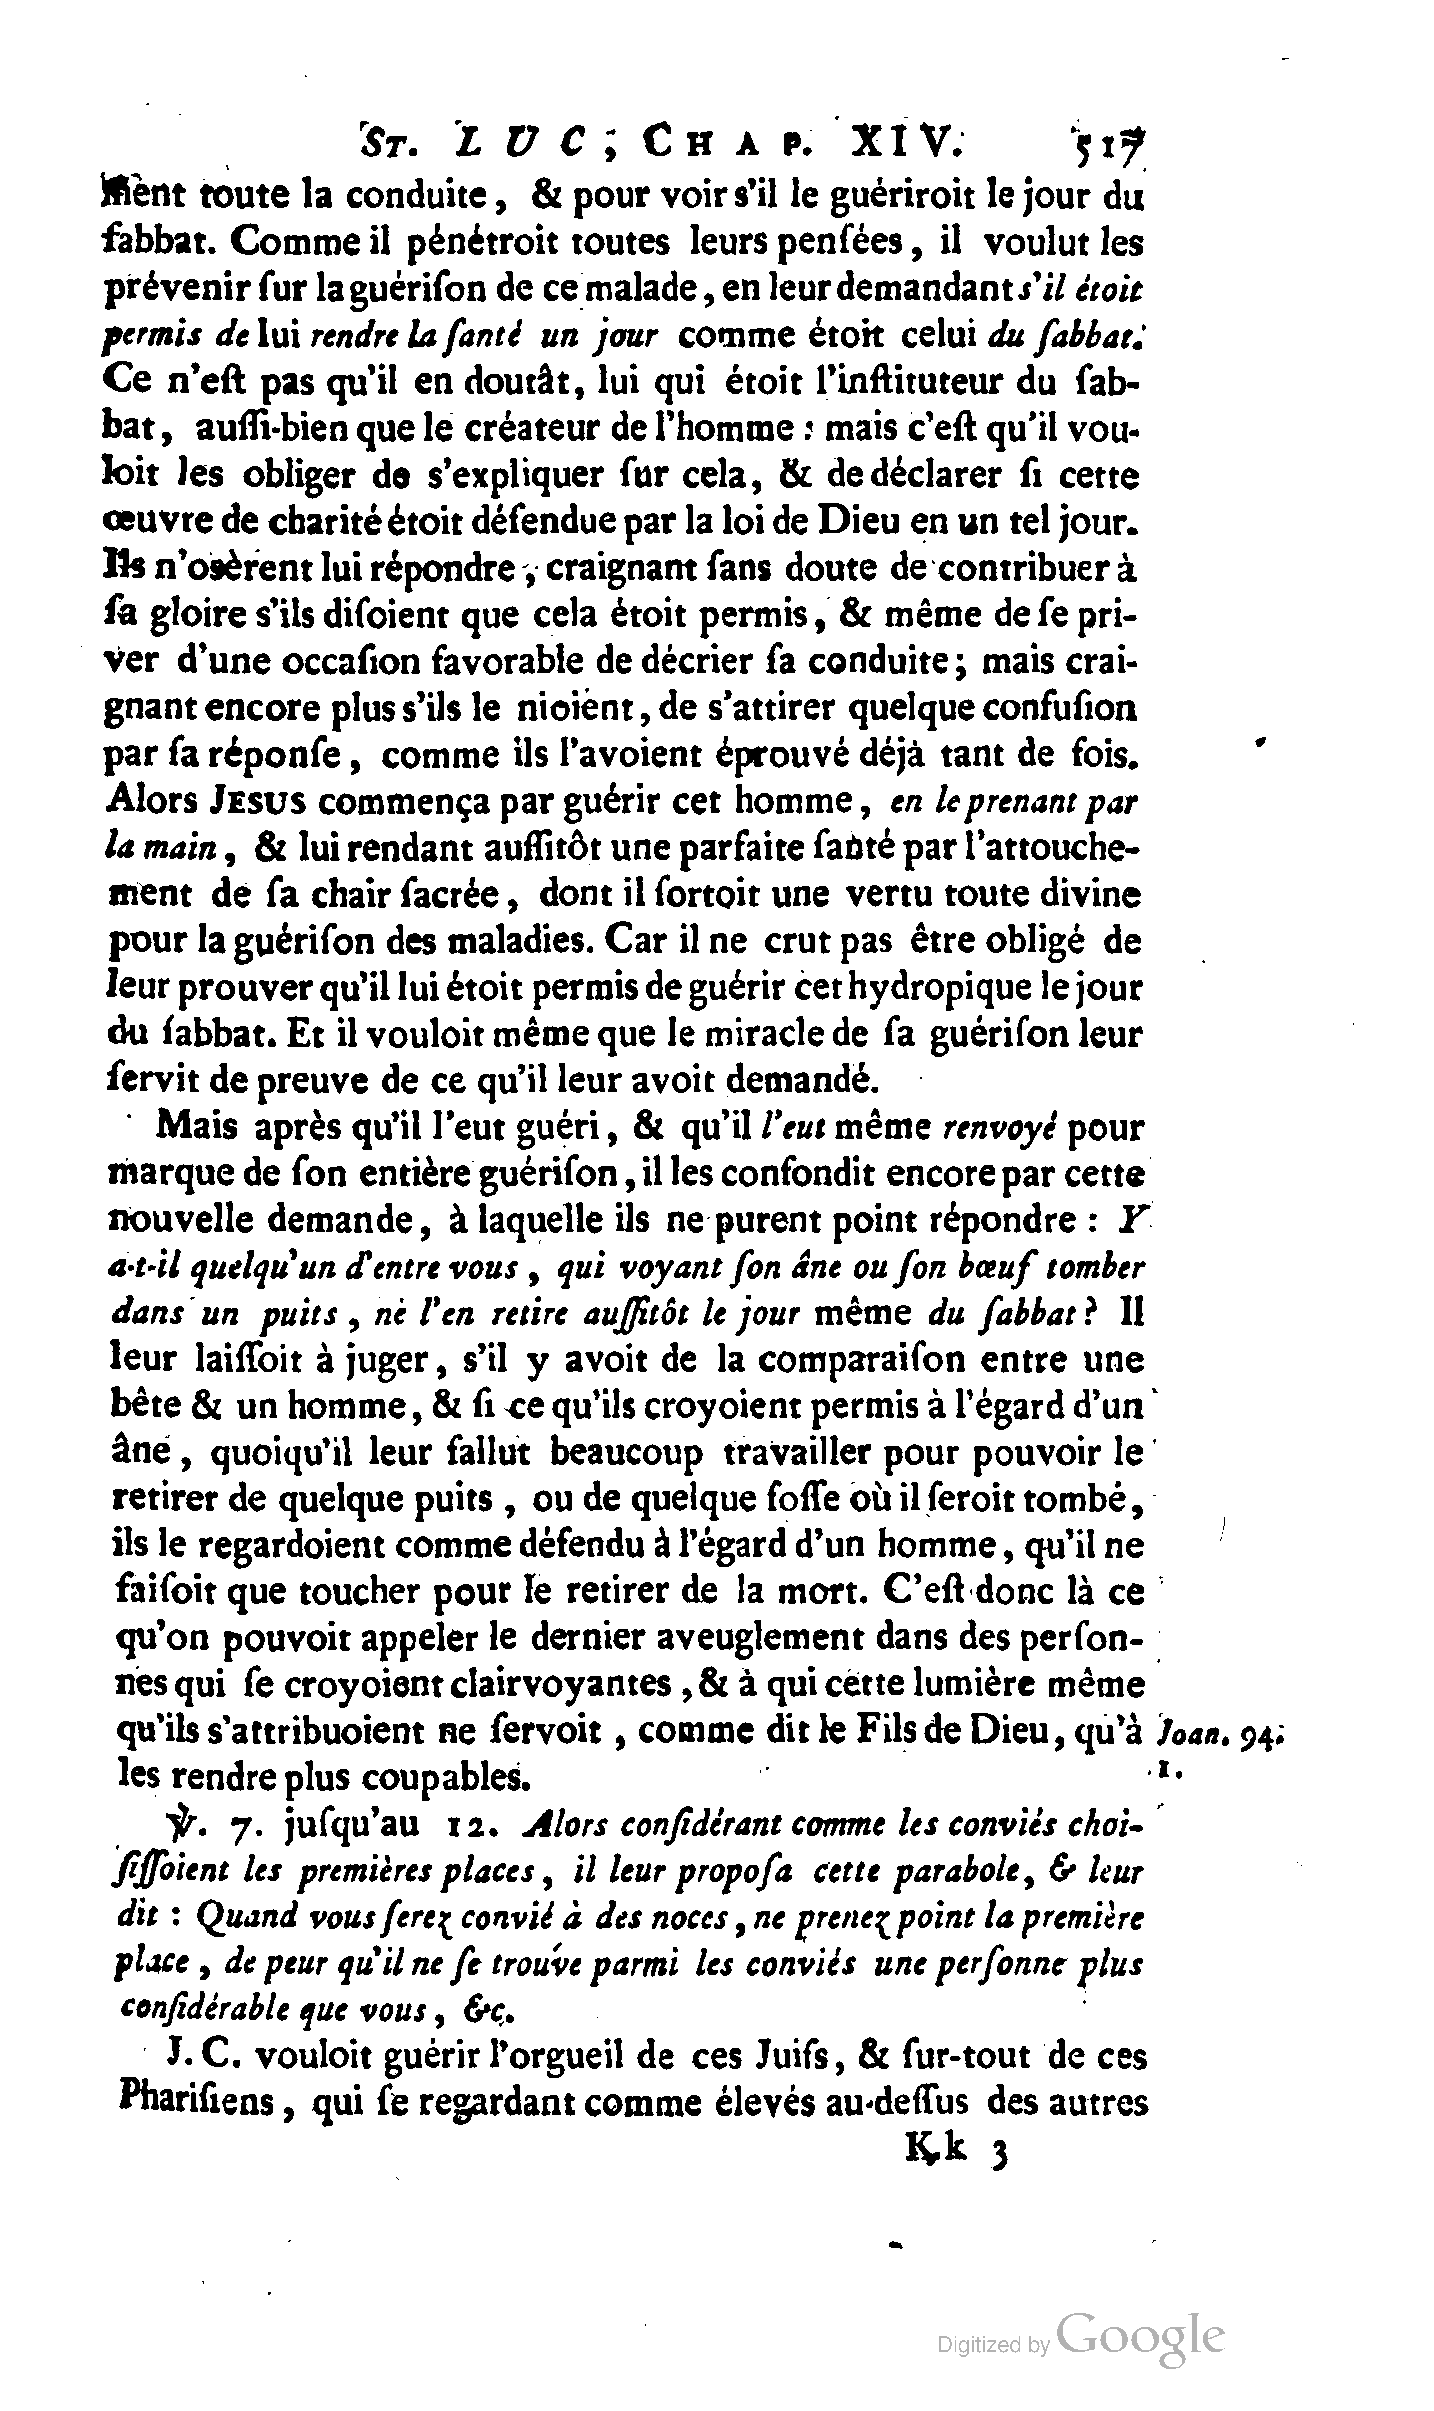 ST. LUC, CHAP. XIV. 517
ment toute la conduite, & pour voir s'il le guériroit le jour du
ſabbat. Comme il pénétroit toutes leurs penſées, il voulut les
prévenir ſur la guériſon de ce malade, en leur demandant s'il étoit
permis de lui rendre la ſanté un jour comme étoit celui du ſabbat.
Ce n'eſt pas qu'il en doutât, lui qui étoit l'inſtituteur du ſab-
bat, auſſi-bien que le créateur de l'homme : mais c'eſt qu'il vou-
loit les obliger de s'expliquer ſur cela, & de déclarer ſi cette
œuvre de charité étoit défendue par la loi de Dieu en un tel jour.
Ils n'osèrent lui répondre, craignant ſans doute de contribuer à
ſa gloire s'ils diſoient que cela étoit permis, & même de ſe pri-
ver d'une occaſion favorable de décrier ſa conduite ; mais crai-
gnant encore plus s'ils le nioient, de s'attirer quelque confuſion
par ſa réponſe, comme ils l'avoient éprouvé déjà tant de fois.
Alors JESUS commença par guérir cet homme, en le prenant par
la main, & lui rendant auſſitôt une parfaite ſanté par l'attouche-
ment de ſa chair ſacrée, dont il ſortoit une vertu toute divine
pour la guériſon des maladies. Car il ne crut pas être obligé de
leur prouver qu'il lui étoit permis de guérir cet hydropique le jour
du ſabbat. Et il vouloit même que le miracle de ſa guériſon leur
ſervit de preuve de ce qu'il leur avoit demandé.
Mais après qu'il l'eut guéri, & qu'il l'eut même renvoyé pour
marque de ſon entière guériſon, il les confondit encore par cette
nouvelle demande, à laquelle ils ne purent point répondre : Y
a-t-il quelqu'un d'entre vous, qui voyant ſon âne ou ſon bœuf tomber
dans un puits, ne l'en retire auſſitôt le jour même du ſabbat ? Il
leur laiſſoit à juger, s'il y avoit de la comparaiſon entre une
bête & un homme, & ſi ce qu'ils croyoient permis à l'égard d'un
âne, quoiqu'il leur fallut beaucoup travailler pour pouvoir le
retirer de quelque puits, ou de quelque foſſe où il ſeroit tombé,
ils le regardoient comme défendu à l'égard d'un homme, qu'il ne
faiſoit que toucher pour le retirer de la mort. C'eſt donc là ce
qu'on pouvoit appeler le dernier aveuglement dans des perſon-
nes qui ſe croyoient clairvoyantes, & à qui cette lumière même
qu'ils s'attribuoient ne ſervoit, comme dit le Fils de Dieu, qu'à Joan. 94.
les rendre plus coupables. 1.
℣. 7. juſqu'au 12. Alors conſidérant comme les conviés choi-
ſiſſoient les premières places, il leur propoſa cette parabole, & leur
dit : Quand vous ſerez convié à des noces, ne prenez point la première
place, de peur qu'il ne ſe trouve parmi les conviés une perſonne plus
conſidérable que vous, &c.
J. C. vouloit guérir l'orgueil de ces Juifs, & ſur-tout de ces
Phariſiens, qui ſe regardant comme élevés au-deſſus des autres
Kk 3
Digitized by Google